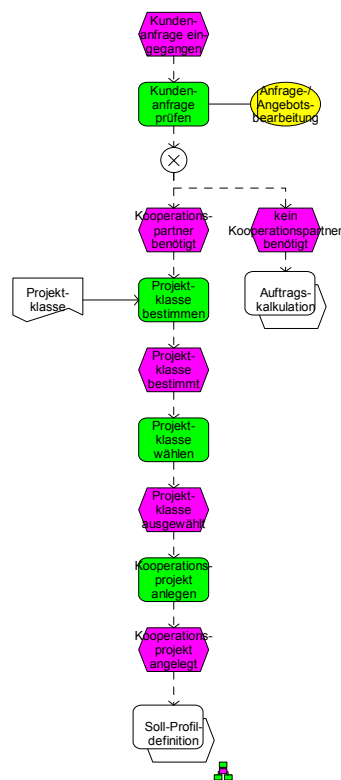 Kunden-
anfrage ein-
gegangen
Kunden-
anfrage
prüfen
Anfrage-/
Angebots-
bearbeitung
Kooperations-
partner
benötigt
kein
Kooperationspartner
benötigt
Projekt-
klasse
Projekt-
klasse
bestimmen
Auftrags-
kalkulation
Projekt-
klasse
bestimmt
Projekt-
klasse
wählen
Projekt-
klasse
ausgewählt
Kooperations-
projekt
anlegen
Kooperations-
projekt
angelegt
Soll-Profil-
definition